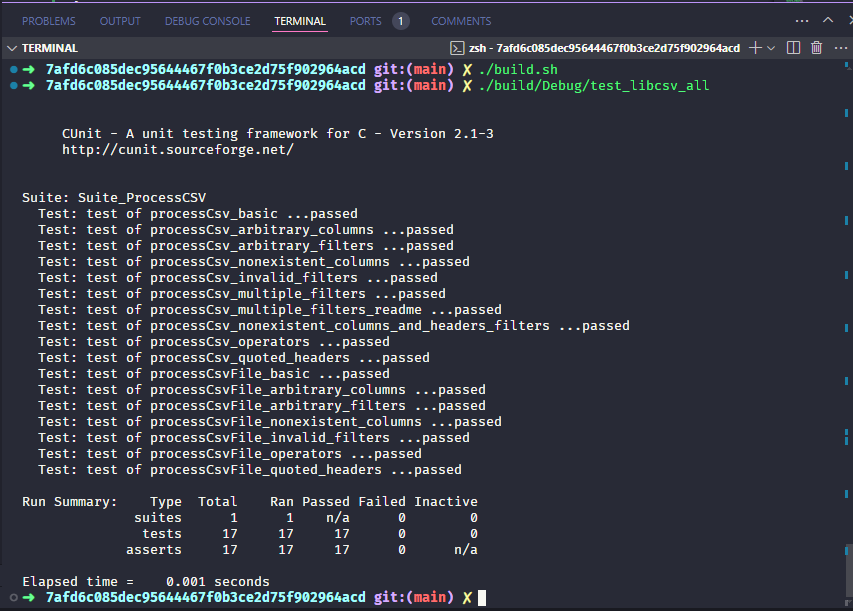 PROBLEMS OUTPUT DEBUG CONSOLE TERMINAL PORTS 1 COMMENTS
TERMINAL zsh - 7afd6c085dec95644467f0b3ce2d75f902964acd
➜ 7afd6c085dec95644467f0b3ce2d75f902964acd git:(main) ✗ ./build.sh
➜ 7afd6c085dec95644467f0b3ce2d75f902964acd git:(main) ✗ ./build/Debug/test_libcsv_all
CUnit - A unit testing framework for C - Version 2.1-3
http://cunit.sourceforge.net/
Suite: Suite_ProcessCSV
Test: test of processCsv_basic ...passed
Test: test of processCsv_arbitrary_columns ...passed
Test: test of processCsv_arbitrary_filters ...passed
Test: test of processCsv_nonexistent_columns ...passed
Test: test of processCsv_invalid_filters ...passed
Test: test of processCsv_multiple_filters ...passed
Test: test of processCsv_multiple_filters_readme ...passed
Test: test of processCsv_nonexistent_columns_and_headers_filters ...passed
Test: test of processCsv_operators ...passed
Test: test of processCsv_quoted_headers ...passed
Test: test of processCsvFile_basic ...passed
Test: test of processCsvFile_arbitrary_columns ...passed
Test: test of processCsvFile_arbitrary_filters ...passed
Test: test of processCsvFile_nonexistent_columns ...passed
Test: test of processCsvFile_invalid_filters ...passed
Test: test of processCsvFile_operators ...passed
Test: test of processCsvFile_quoted_headers ...passed
Run Summary: Type Total Ran Passed Failed Inactive
suites 1 1 n/a 0 0
tests 17 17 17 0 0
asserts 17 17 17 0 n/a
Elapsed time = 0.001 seconds
➜ 7afd6c085dec95644467f0b3ce2d75f902964acd git:(main) ✗